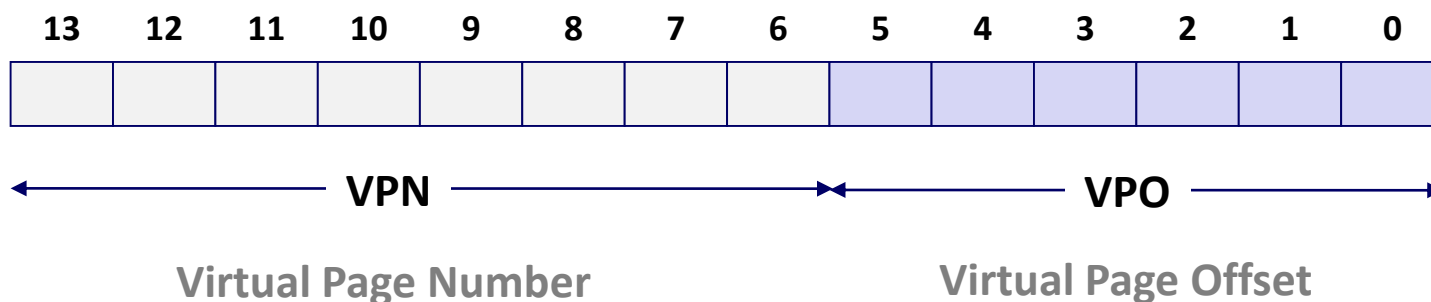 13 12 11 10 9 8 7 6 5 4 3 2 1 0
VPN VPO
Virtual Page Number Virtual Page Offset